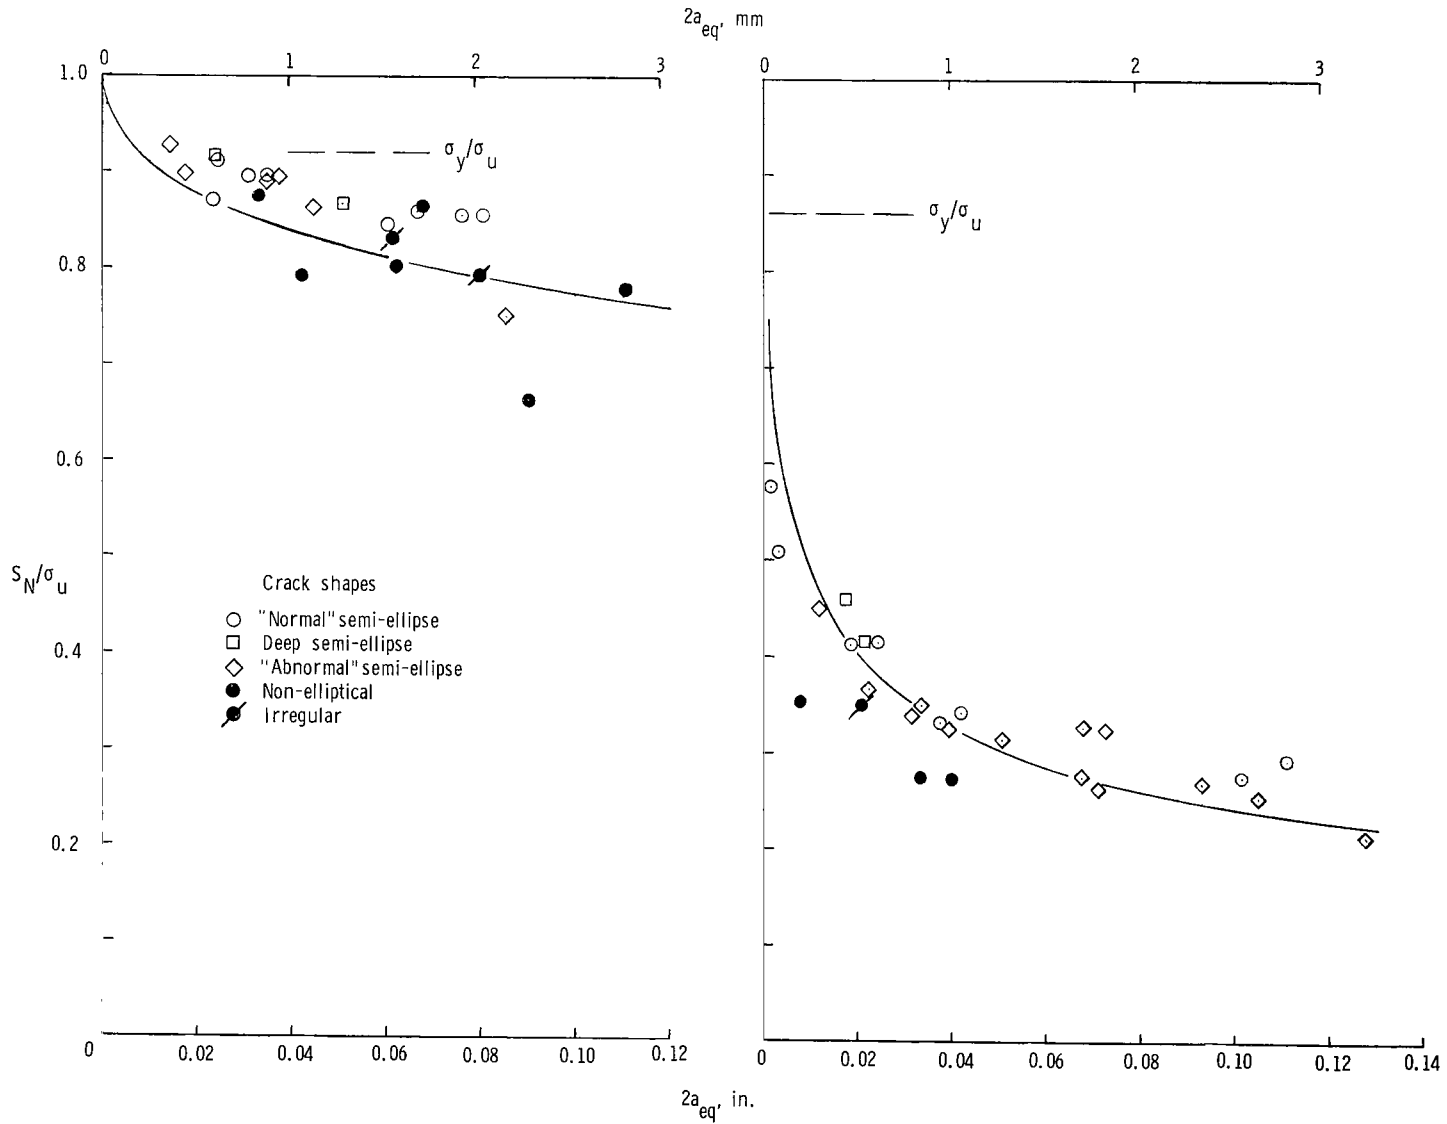 2a_eq, mm
0 1 2 3
0 1 2 3
1.0
0.8
0.6
0.4
0.2
S_N/σ_u
σ_y/σ_u
σ_y/σ_u
Crack shapes
"Normal" semi-ellipse
Deep semi-ellipse
"Abnormal" semi-ellipse
Non-elliptical
Irregular
0 0.02 0.04 0.06 0.08 0.10 0.12
0 0.02 0.04 0.06 0.08 0.10 0.12 0.14
2a_eq, in.